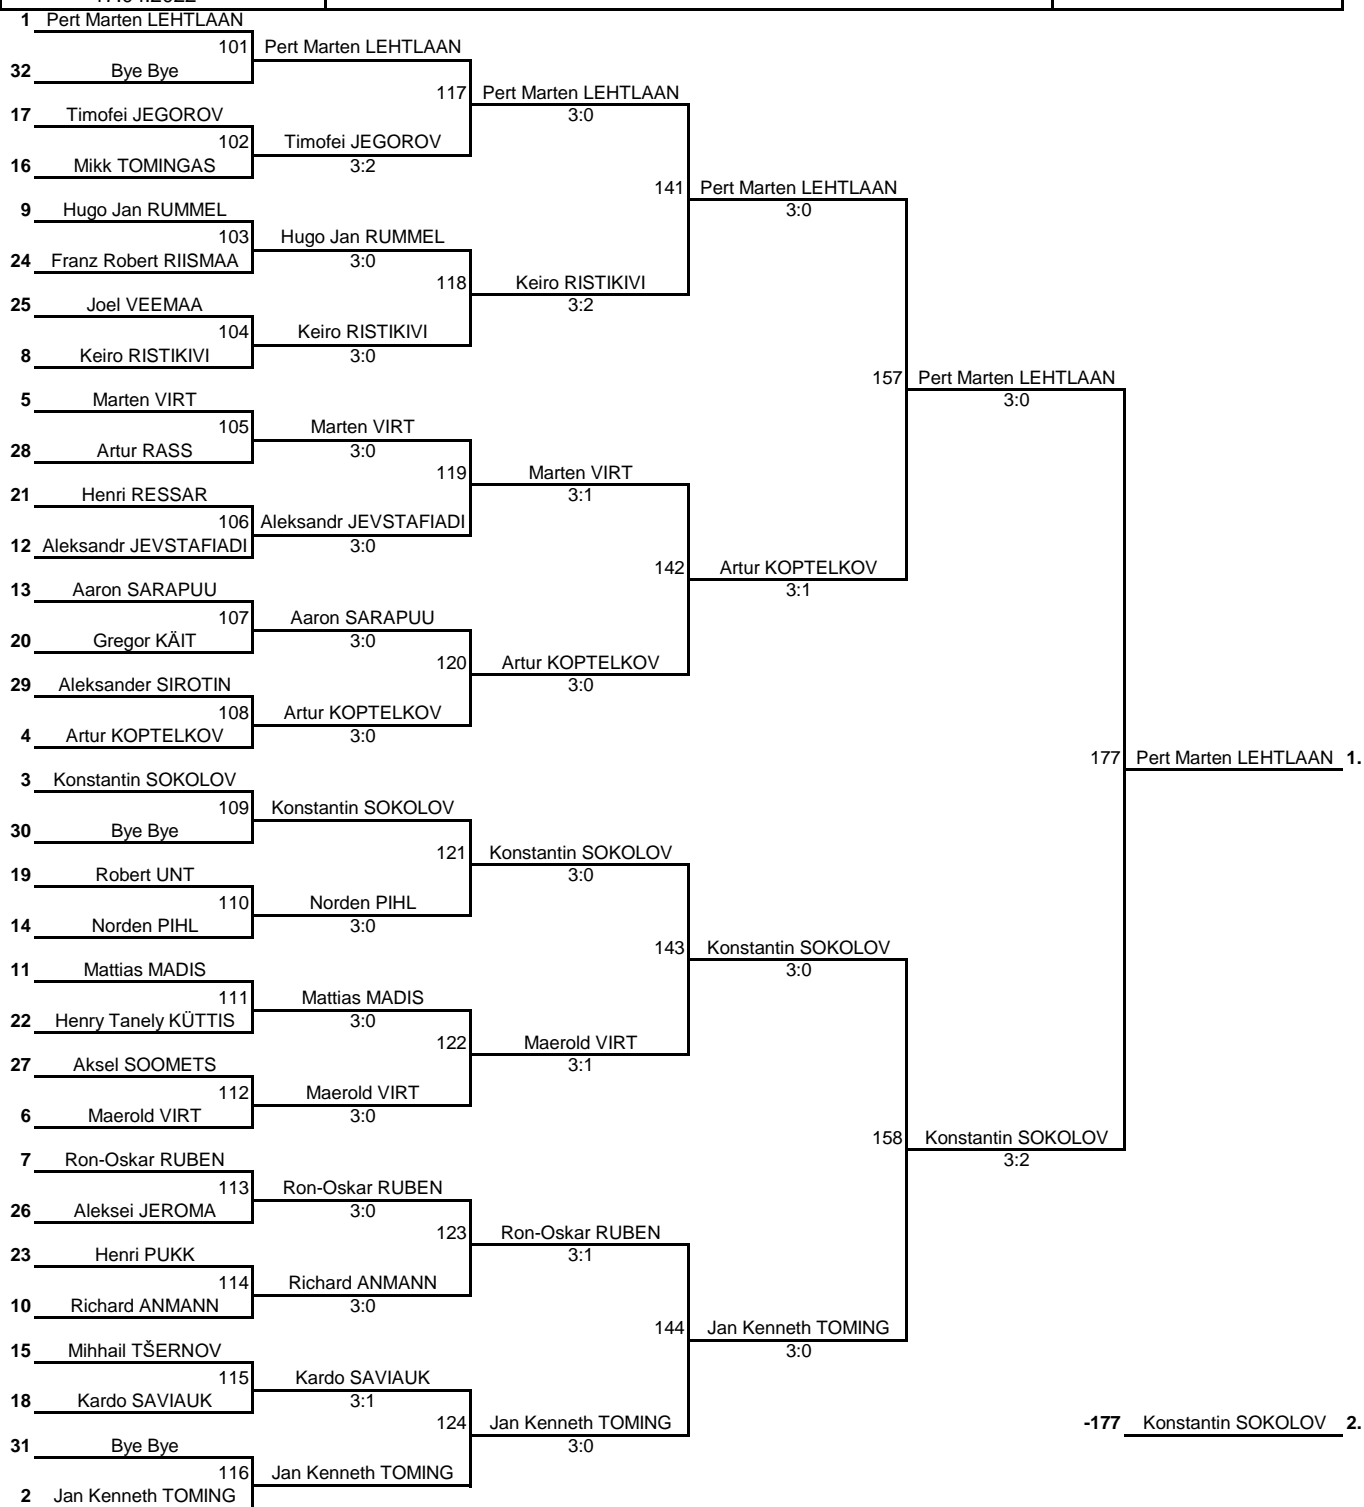 1 Pert Marten LEHTLAAN
101 Pert Marten LEHTLAAN
32 Bye Bye
117 Pert Marten LEHTLAAN
3:0
17 Timofei JEGOROV
102 Timofei JEGOROV
3:2
16 Mikk TOMINGAS
141 Pert Marten LEHTLAAN
3:0
9 Hugo Jan RUMMEL
103 Hugo Jan RUMMEL
3:0
24 Franz Robert RIISMAA
118 Keiro RISTIKIVI
3:2
25 Joel VEEMAA
104 Keiro RISTIKIVI
3:0
8 Keiro RISTIKIVI
157 Pert Marten LEHTLAAN
3:0
5 Marten VIRT
105 Marten VIRT
3:0
28 Artur RASS
119 Marten VIRT
3:1
21 Henri RESSAR
106 Aleksandr JEVSTAFIADI
3:0
12 Aleksandr JEVSTAFIADI
142 Artur KOPTELKOV
3:1
13 Aaron SARAPUU
107 Aaron SARAPUU
3:0
20 Gregor KÄIT
120 Artur KOPTELKOV
3:0
29 Aleksander SIROTIN
108 Artur KOPTELKOV
3:0
4 Artur KOPTELKOV
177 Pert Marten LEHTLAAN 1.
3 Konstantin SOKOLOV
109 Konstantin SOKOLOV
30 Bye Bye
121 Konstantin SOKOLOV
3:0
19 Robert UNT
110 Norden PIHL
3:0
14 Norden PIHL
143 Konstantin SOKOLOV
3:0
11 Mattias MADIS
111 Mattias MADIS
3:0
22 Henry Tanely KÜTTIS
122 Maerold VIRT
3:1
27 Aksel SOOMETS
112 Maerold VIRT
3:0
6 Maerold VIRT
158 Konstantin SOKOLOV
3:2
7 Ron-Oskar RUBEN
113 Ron-Oskar RUBEN
3:0
26 Aleksei JEROMA
123 Ron-Oskar RUBEN
3:1
23 Henri PUKK
114 Richard ANMANN
3:0
10 Richard ANMANN
144 Jan Kenneth TOMING
3:0
15 Mihhail TŠERNOV
115 Kardo SAVIAUK
3:1
18 Kardo SAVIAUK
124 Jan Kenneth TOMING
3:0
-177 Konstantin SOKOLOV 2.
31 Bye Bye
116 Jan Kenneth TOMING
2 Jan Kenneth TOMING